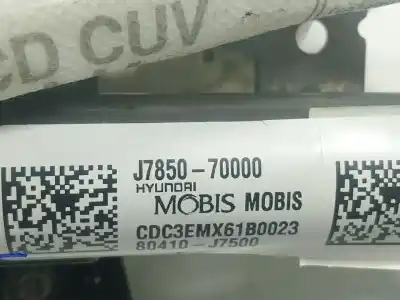 CD CUV
J7850-70000
HYUNDAI
MOBIS MOBIS
CDC3EMX61B0023
80410-J7500